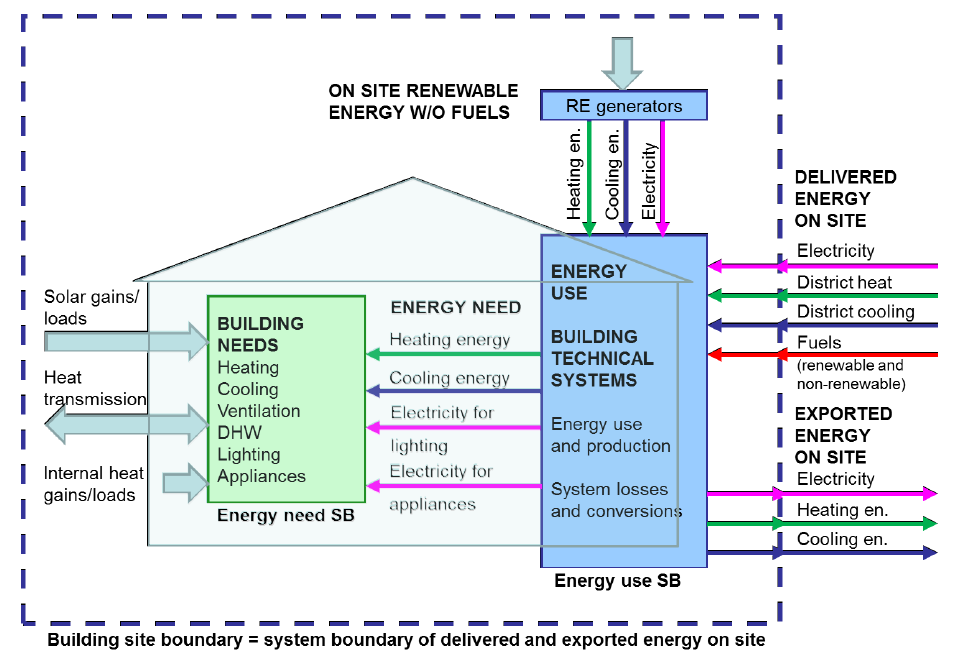 ON SITE RENEWABLE
ENERGY W/O FUELS
RE generators
Heating en.
Cooling en.
Electricity
DELIVERED
ENERGY
ON SITE
Electricity
District heat
District cooling
Fuels
(renewable and
non-renewable)
EXPORTED
ENERGY
ON SITE
Electricity
Heating en.
Cooling en.
Solar gains/
loads
Heat
transmission
Internal heat
gains/loads
BUILDING
NEEDS
Heating
Cooling
Ventilation
DHW
Lighting
Appliances
Energy need SB
ENERGY NEED
Heating energy
Cooling energy
Electricity for
lighting
Electricity for
appliances
ENERGY
USE
BUILDING
TECHNICAL
SYSTEMS
Energy use
and production
System losses
and conversions
Energy use SB
Building site boundary = system boundary of delivered and exported energy on site